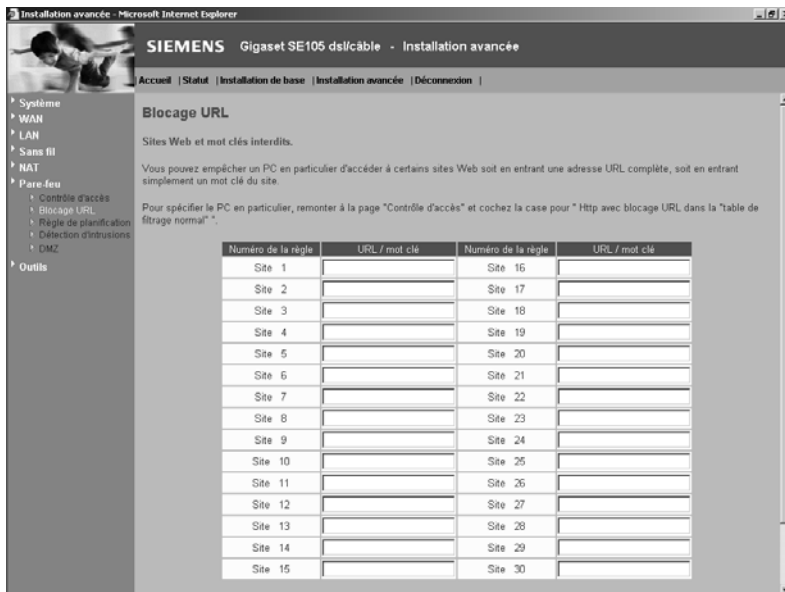 Installation avancée - Microsoft Internet Explorer
SIEMENS Gigaset SE105 dsl/câble - Installation avancée
| Accueil | Statut | Installation de base | Installation avancée | Déconnexion |
Système
WAN
LAN
Sans fil
NAT
Pare-feu
Contrôle d'accès
Blocage URL
Règle de planification
Détection d'intrusions
DMZ
Outils
Blocage URL
Sites Web et mot clés interdits.
Vous pouvez empêcher un PC en particulier d'accéder à certains sites Web soit en entrant une adresse URL complète, soit en entrant
simplement un mot clé du site.
Pour spécifier le PC en particulier, remonter á la page "Contrôle d'accès" et cochez la case pour " Http avec blocage URL dans la "table de
filtrage normal" ".
Numéro de la règle URL / mot clé Numéro de la règle URL / mot clé
Site 1 Site 16
Site 2 Site 17
Site 3 Site 18
Site 4 Site 19
Site 5 Site 20
Site 6 Site 21
Site 7 Site 22
Site 8 Site 23
Site 9 Site 24
Site 10 Site 25
Site 11 Site 26
Site 12 Site 27
Site 13 Site 28
Site 14 Site 29
Site 15 Site 30